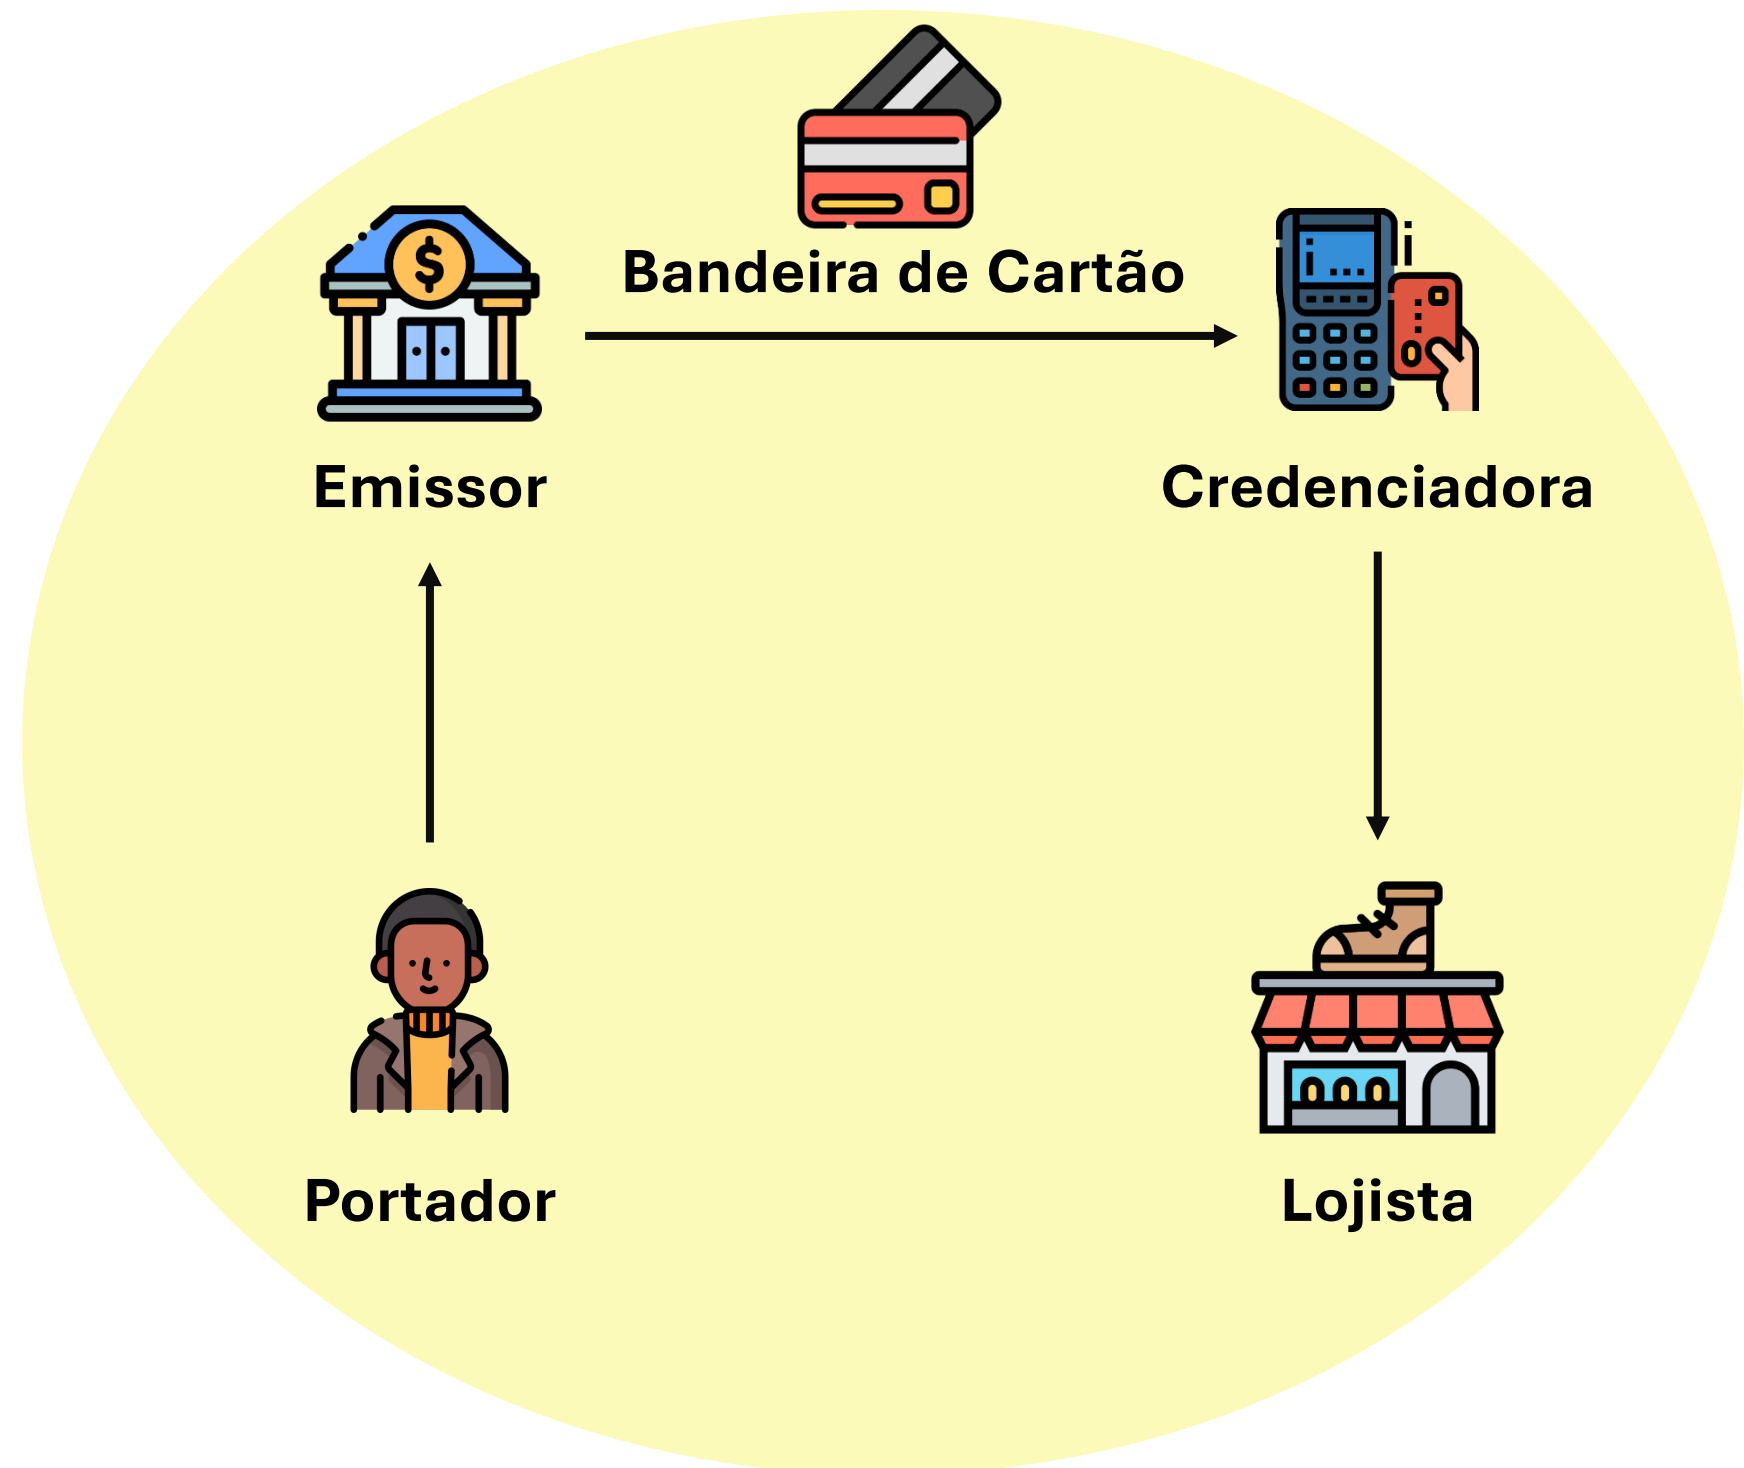 Bandeira de Cartão
Emissor
Credenciadora
Portador
Lojista